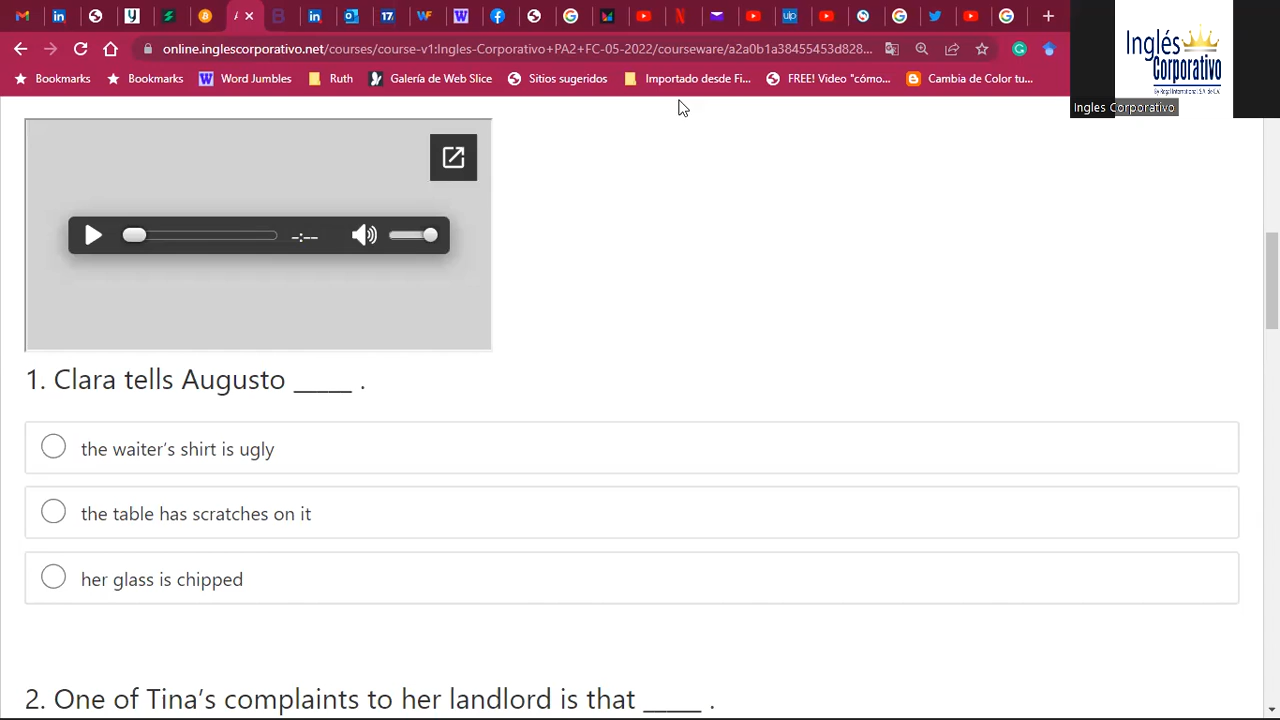 online.inglescorporativo.net/courses/course-v1:Ingles-Corporativo+PA2+FC-05-2022/courseware/a2a0b1a38455453d828...
Bookmarks Bookmarks Word Jumbles Ruth Galería de Web Slice Sitios sugeridos Importado desde Fi... FREE! Video "cómo... Cambia de Color tu...
Inglés
Corporativo
Ingles Corporativo
-:--
1. Clara tells Augusto _____ .
the waiter’s shirt is ugly
the table has scratches on it
her glass is chipped
2. One of Tina’s complaints to her landlord is that _____ .